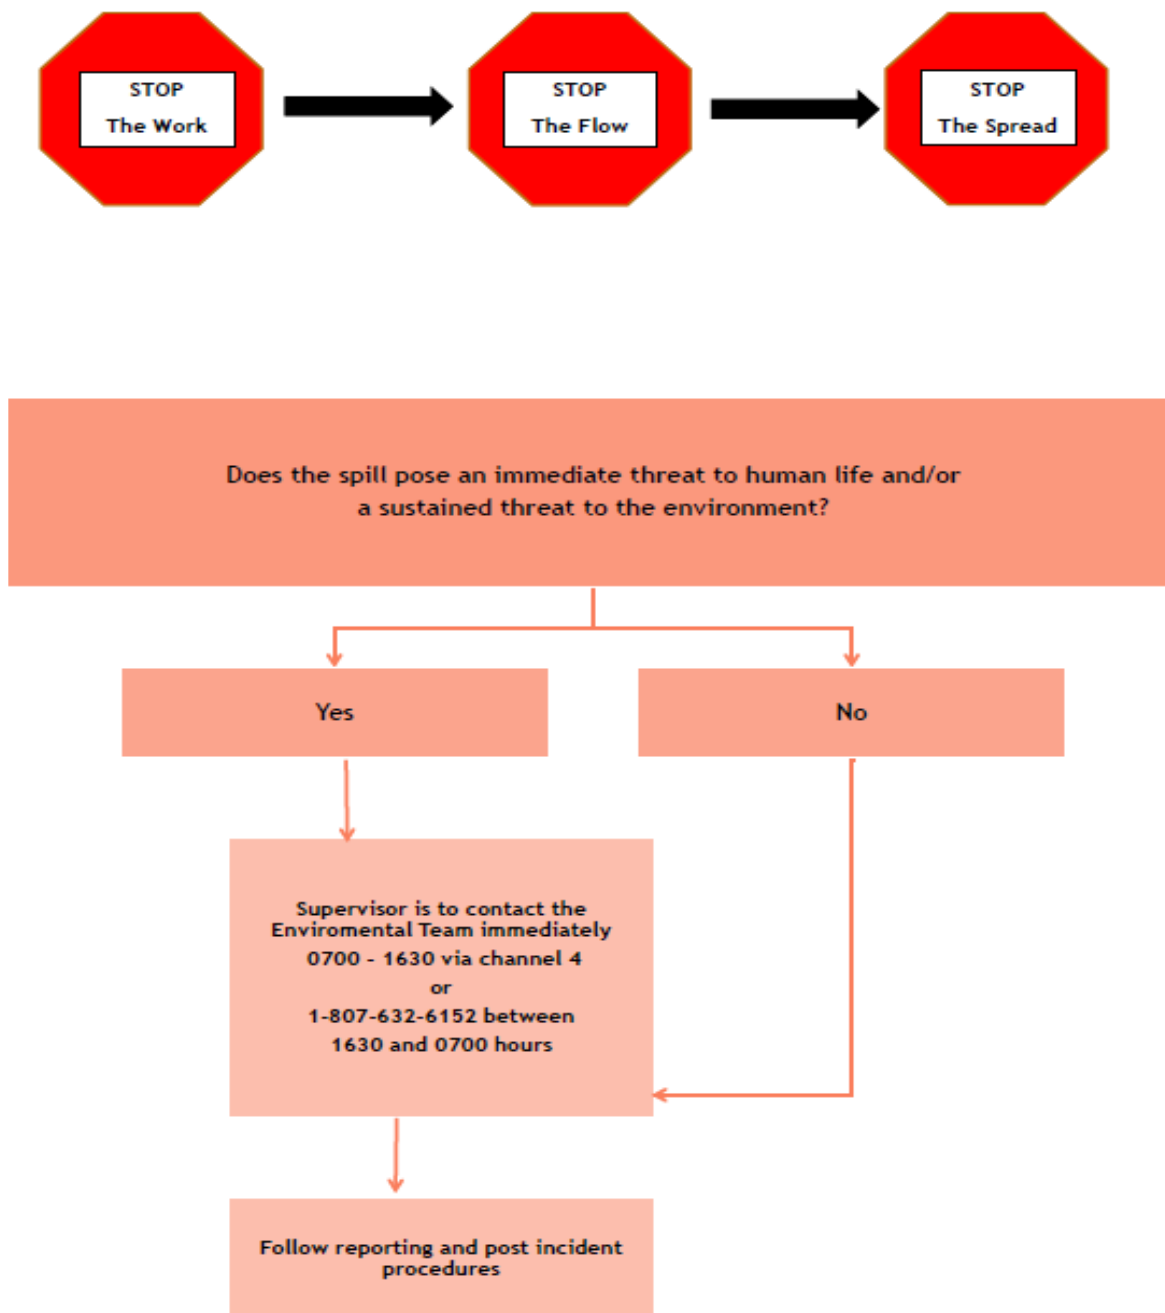 STOP
The Work
STOP
The Flow
STOP
The Spread
Does the spill pose an immediate threat to human life and/or
a sustained threat to the environment?
Yes
No
Supervisor is to contact the
Enviromental Team immediately
0700 - 1630 via channel 4
or
1-807-632-6152 between
1630 and 0700 hours
Follow reporting and post incident
procedures